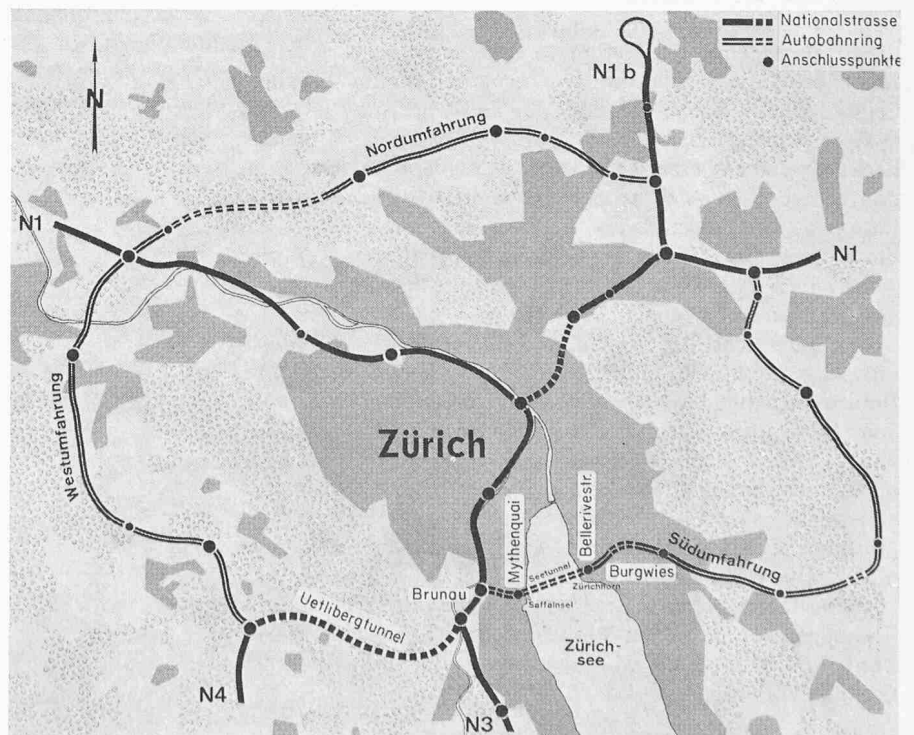 Nationalstrasse
Autobahnring
Anschlusspunkte
N
N1 b
Nordumfahrung
N1
N1
Westumfahrung
Zürich
Mythenquai
Bellerivestr.
Südumfahrung
Seetunnel
Burgwies
Zürichhorn
Brunau
Saffainsel
Uetlibergtunnel
Zürich-
see
N4
N3